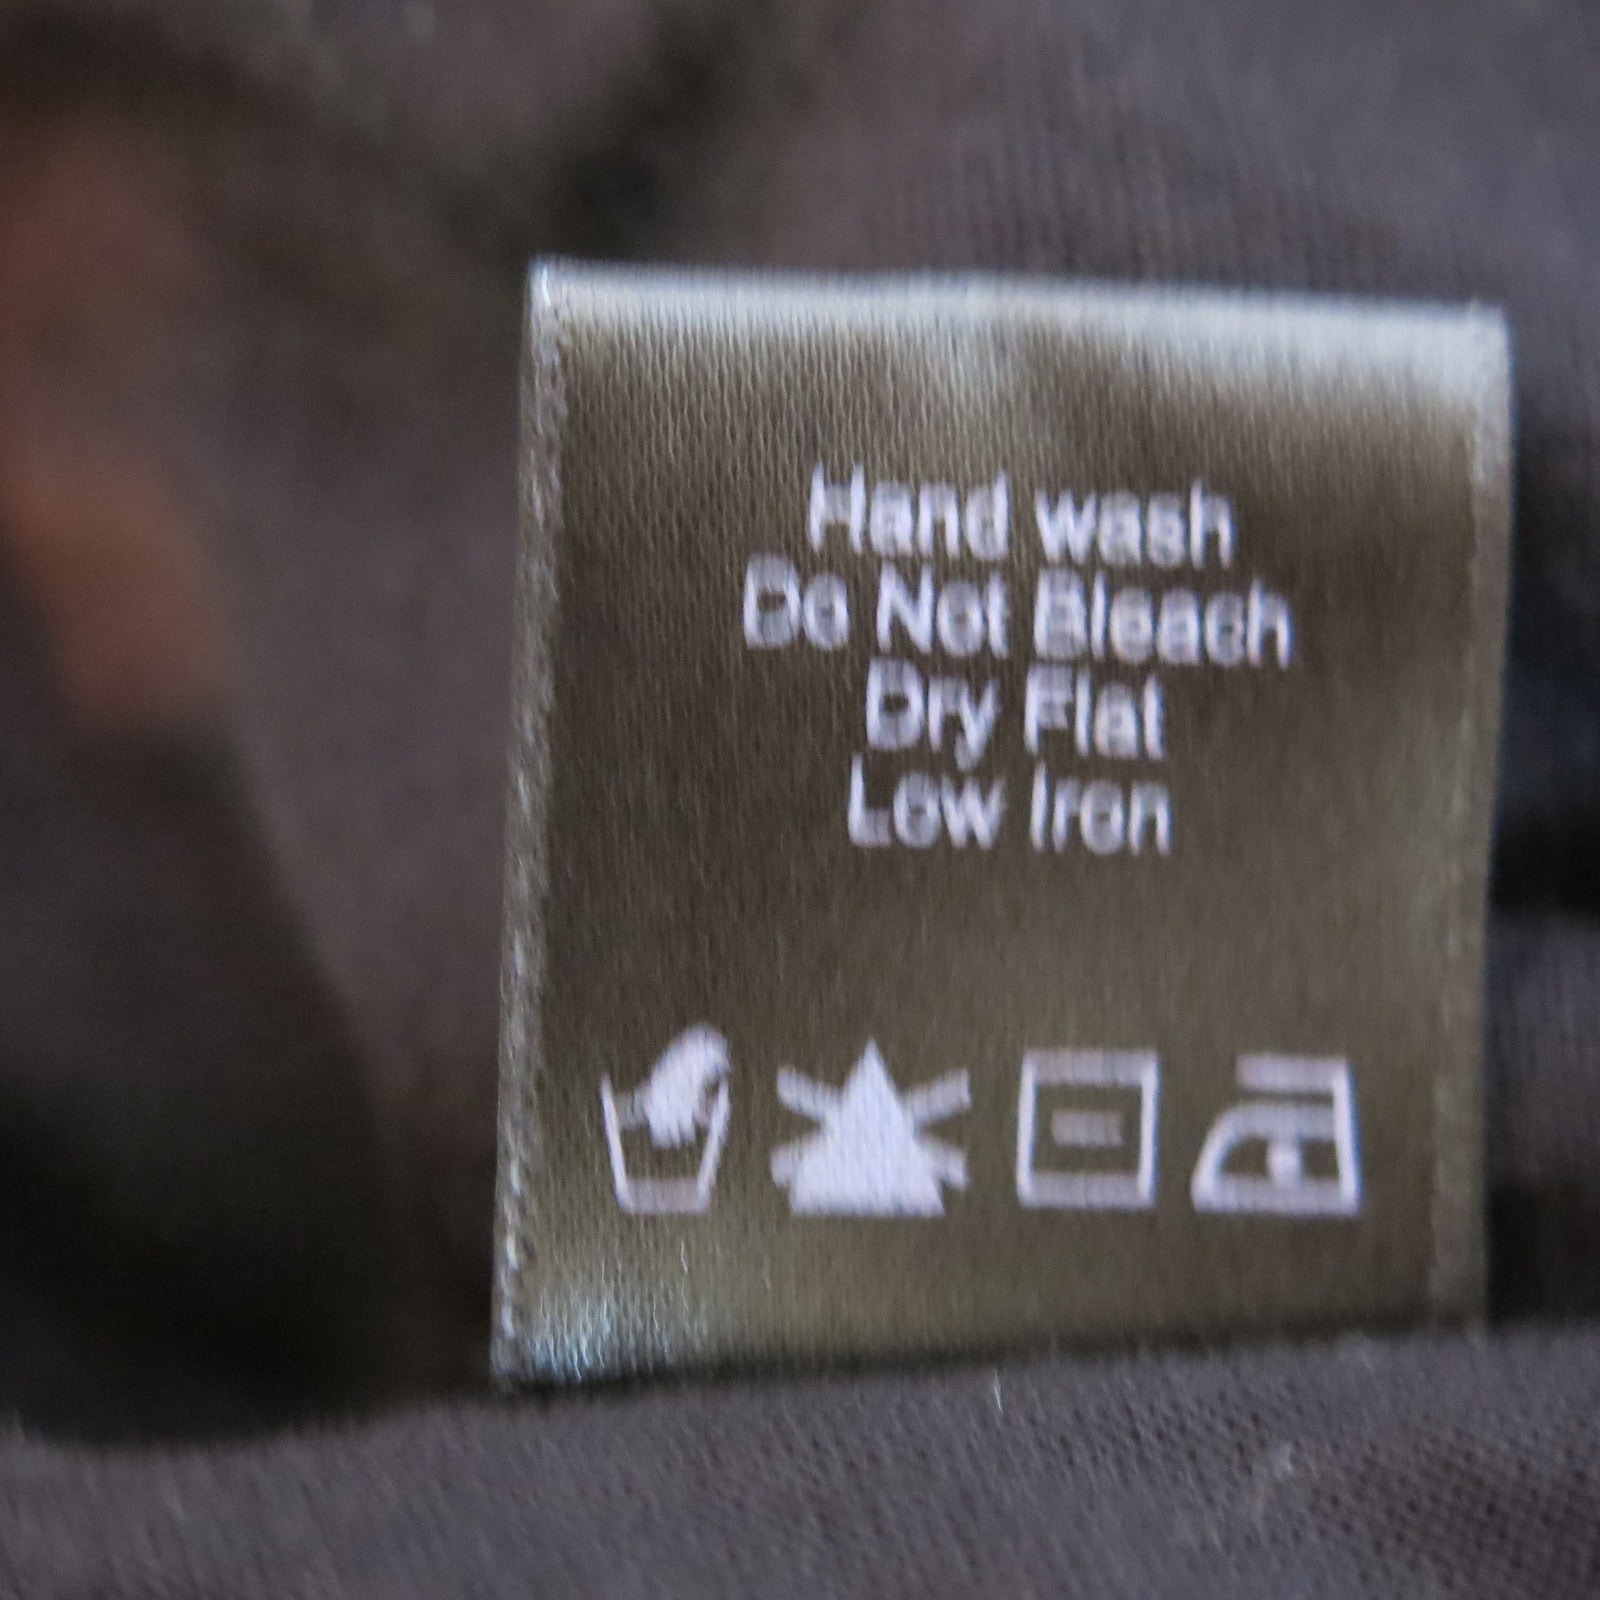 Hand wash
Do Not Bleach
Dry Flat
Low Iron